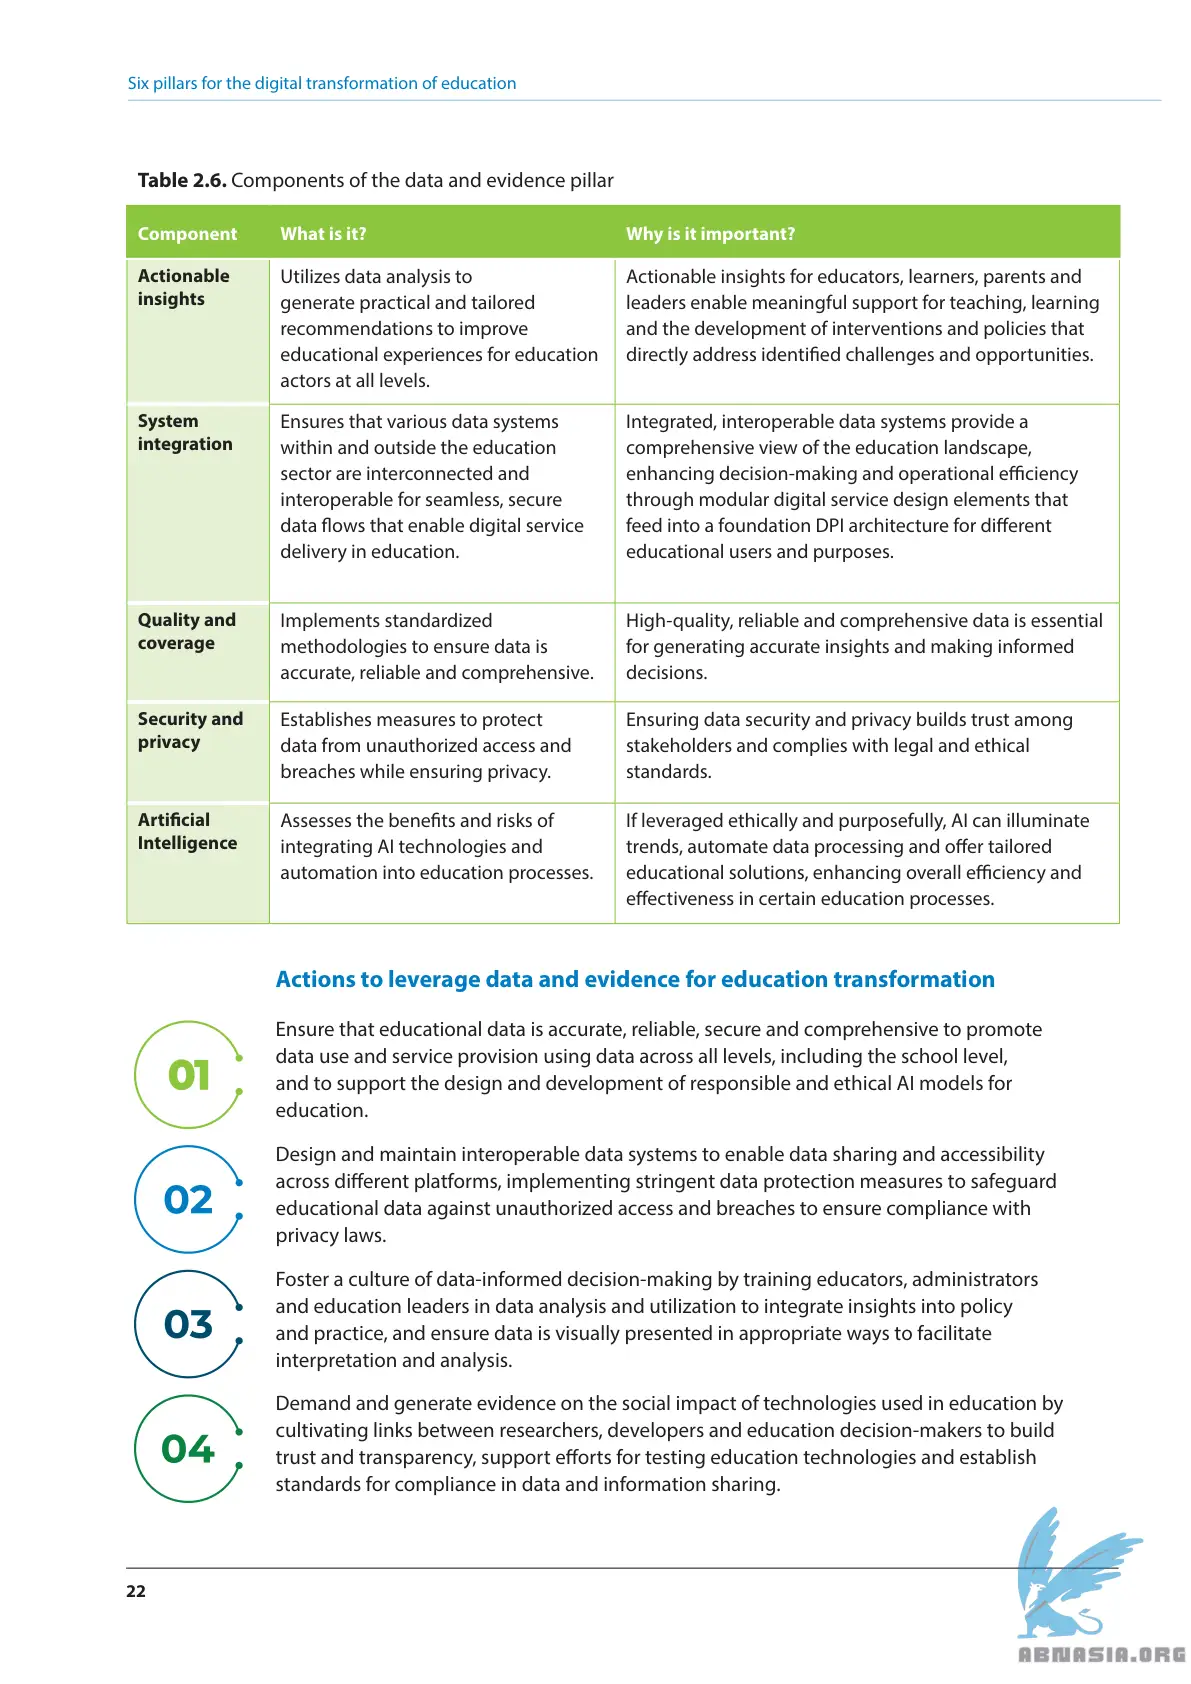 Six pillars for the digital transformation of education
Table 2.6. Components of the data and evidence pillar
Component
What is it?
Why is it important?
Actionable
insights
Utilizes data analysis to
generate practical and tailored
recommendations to improve
educational experiences for education
actors at all levels.
Actionable insights for educators, learners, parents and
leaders enable meaningful support for teaching, learning
and the development of interventions and policies that
directly address identified challenges and opportunities.
System
integration
Ensures that various data systems
within and outside the education
sector are interconnected and
interoperable for seamless, secure
data flows that enable digital service
delivery in education.
Integrated, interoperable data systems provide a
comprehensive view of the education landscape,
enhancing decision-making and operational efficiency
through modular digital service design elements that
feed into a foundation DPI architecture for different
educational users and purposes.
Quality and
coverage
Implements standardized
methodologies to ensure data is
accurate, reliable and comprehensive.
High-quality, reliable and comprehensive data is essential
for generating accurate insights and making informed
decisions.
Security and
privacy
Establishes measures to protect
data from unauthorized access and
breaches while ensuring privacy.
Ensuring data security and privacy builds trust among
stakeholders and complies with legal and ethical
standards.
Artificial
Intelligence
Assesses the benefits and risks of
integrating AI technologies and
automation into education processes.
If leveraged ethically and purposefully, AI can illuminate
trends, automate data processing and offer tailored
educational solutions, enhancing overall efficiency and
effectiveness in certain education processes.
Actions to leverage data and evidence for education transformation
01
Ensure that educational data is accurate, reliable, secure and comprehensive to promote
data use and service provision using data across all levels, including the school level,
and to support the design and development of responsible and ethical AI models for
education.
02
Design and maintain interoperable data systems to enable data sharing and accessibility
across different platforms, implementing stringent data protection measures to safeguard
educational data against unauthorized access and breaches to ensure compliance with
privacy laws.
03
Foster a culture of data-informed decision-making by training educators, administrators
and education leaders in data analysis and utilization to integrate insights into policy
and practice, and ensure data is visually presented in appropriate ways to facilitate
interpretation and analysis.
04
Demand and generate evidence on the social impact of technologies used in education by
cultivating links between researchers, developers and education decision-makers to build
trust and transparency, support efforts for testing education technologies and establish
standards for compliance in data and information sharing.
22
ABNASIA.ORG